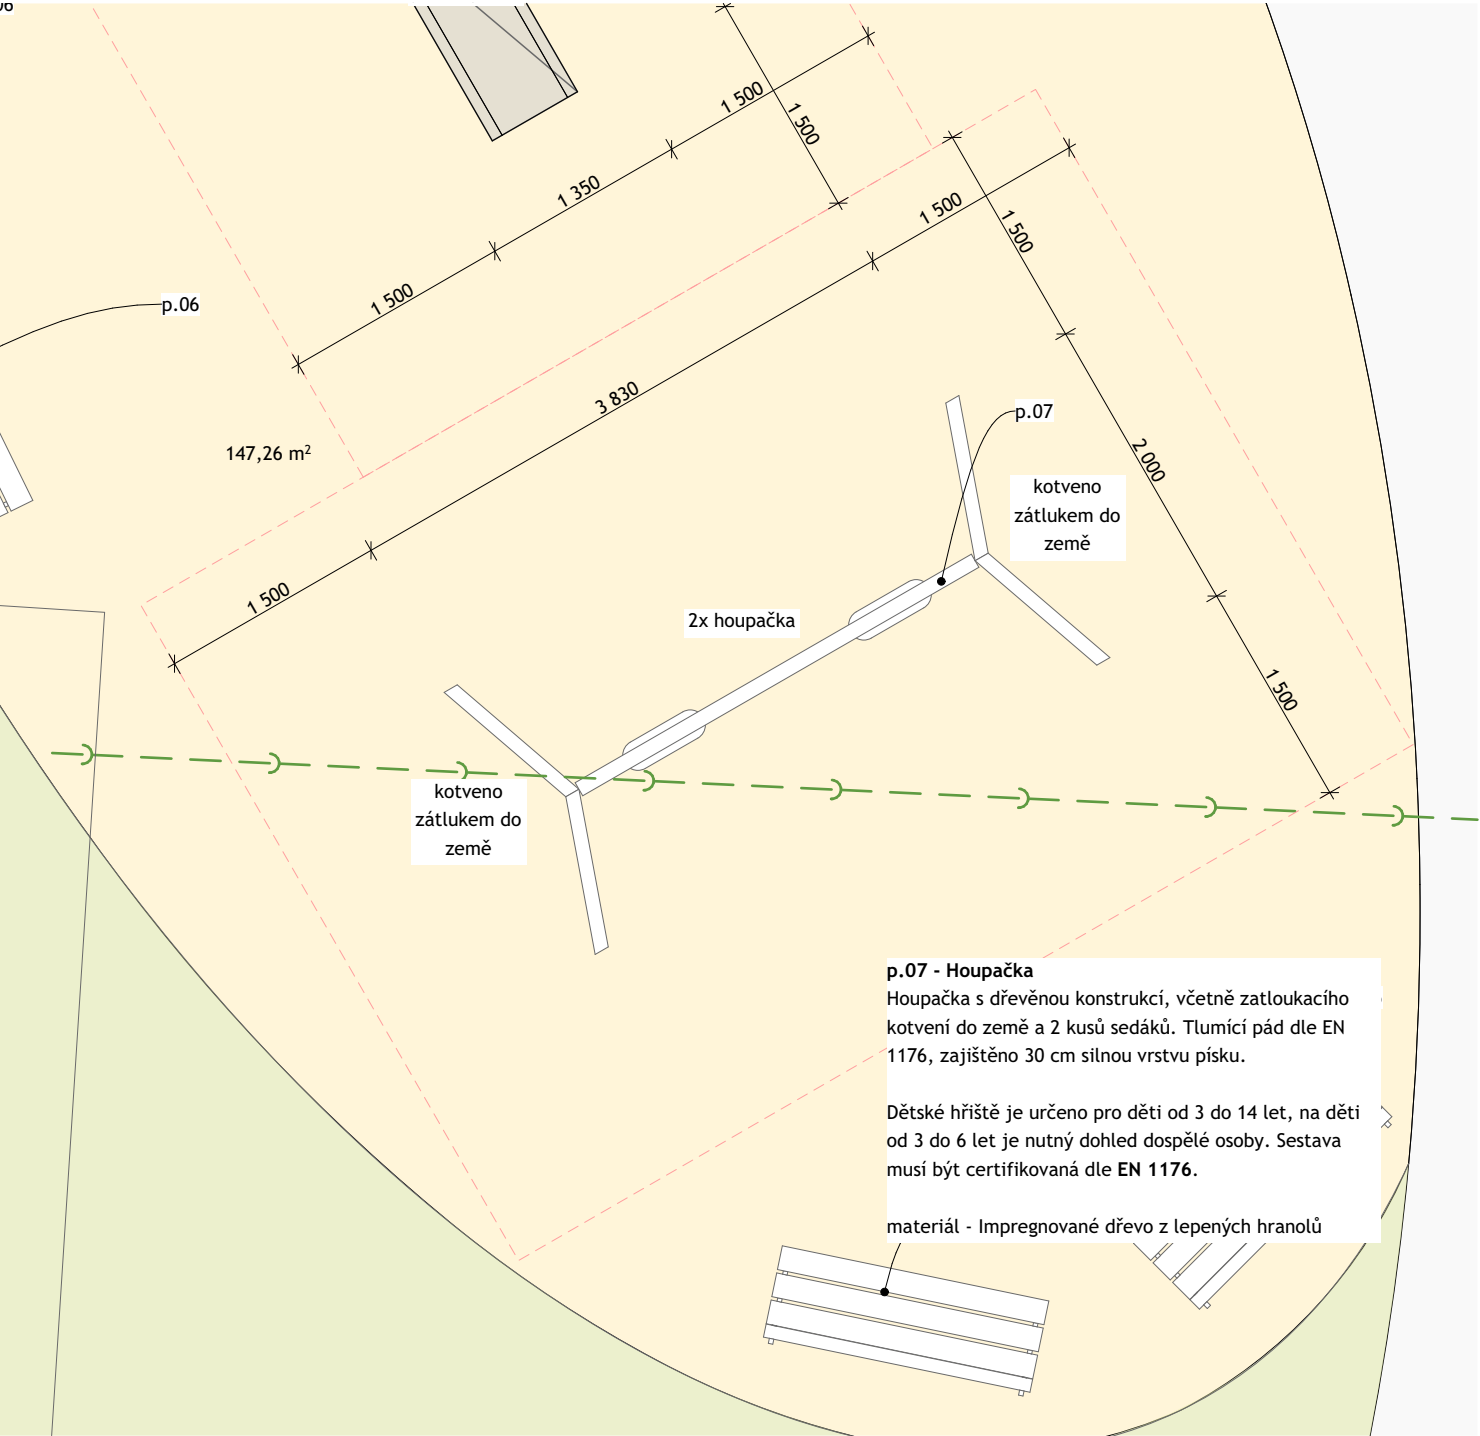 1 500
1 500
1 350
1 500
1 500
1 500
p.06
3 830
p.07
147,26 m²
2 000
kotveno
zátlukem do
země
1 500
2x houpačka
1 500
kotveno
zátlukem do
země
p.07 - Houpačka
Houpačka s dřevěnou konstrukcí, včetně zatloukacího
kotvení do země a 2 kusů sedáků. Tlumící pád dle EN
1176, zajištěno 30 cm silnou vrstvu písku.
Dětské hřiště je určeno pro děti od 3 do 14 let, na děti
od 3 do 6 let je nutný dohled dospělé osoby. Sestava
musí být certifikovaná dle EN 1176.
materiál - Impregnované dřevo z lepených hranolů